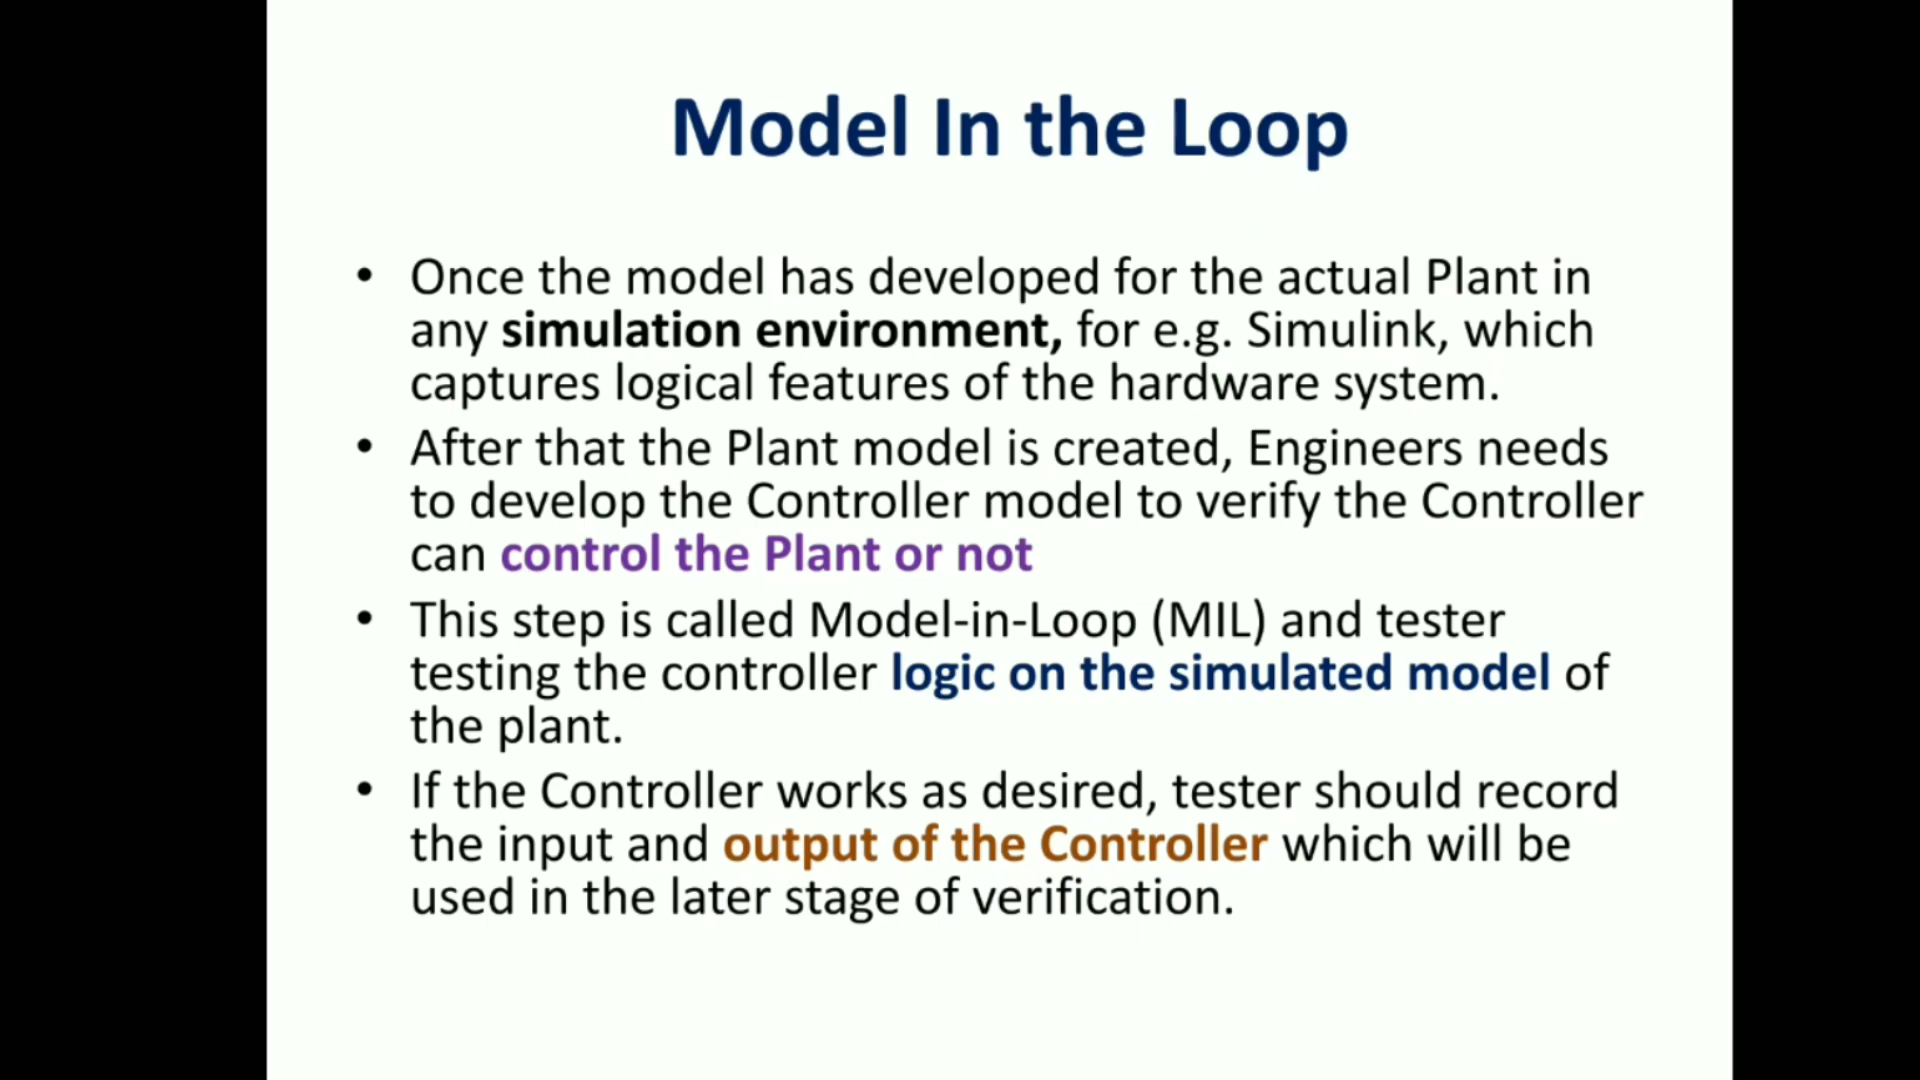 Model In the Loop
• Once the model has developed for the actual Plant in
any simulation environment, for e.g. Simulink, which
captures logical features of the hardware system.
• After that the Plant model is created, Engineers needs
to develop the Controller model to verify the Controller
can control the Plant or not
• This step is called Model-in-Loop (MIL) and tester
testing the controller logic on the simulated model of
the plant.
• If the Controller works as desired, tester should record
the input and output of the Controller which will be
used in the later stage of verification.